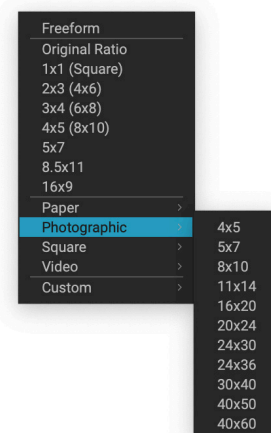 Freeform
Original Ratio
1x1 (Square)
2x3 (4x6)
3x4 (6x8)
4x5 (8x10)
5x7
8.5x11
16x9
Paper
Photographic
Square
Video
Custom
4x5
5x7
8x10
11x14
16x20
20x24
24x30
24x36
30x40
40x50
40x60